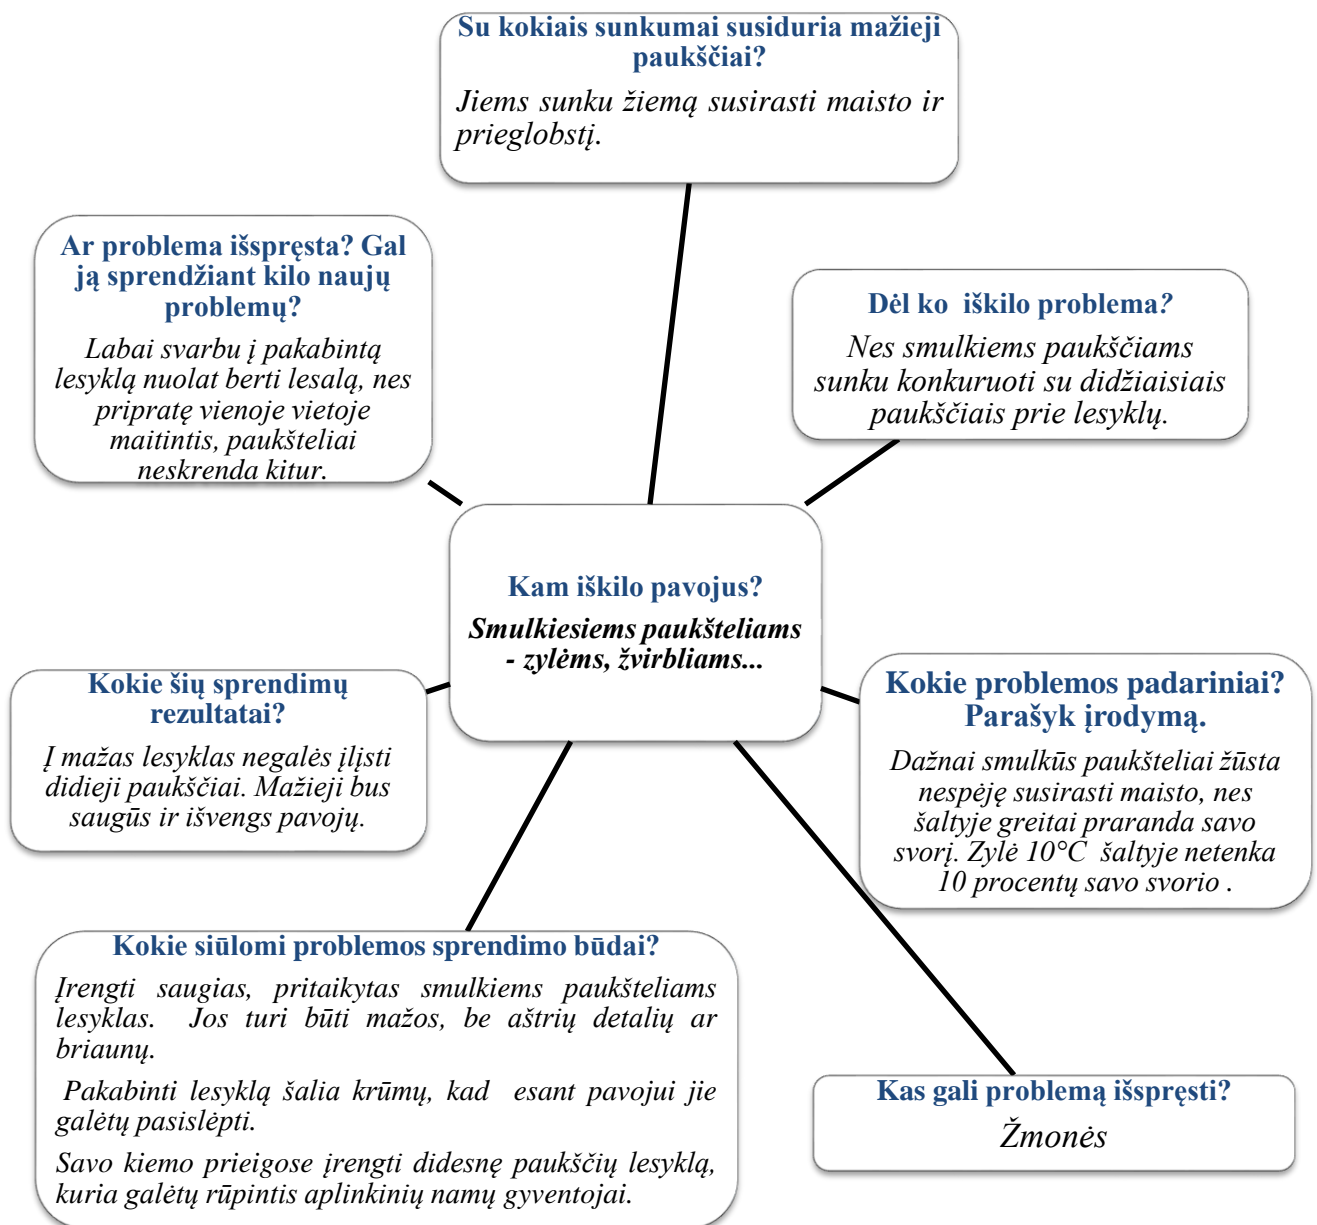 Su kokiais sunkumai susiduria mažieji
paukščiai?
Jiems sunku žiemą susirasti maisto ir
prieglobstį.
Ar problema išspręsta? Gal
ją sprendžiant kilo naujų
problemų?
Labai svarbu į pakabintą
lesyklą nuolat berti lesalą, nes
pripratę vienoje vietoje
maitintis, paukšteliai
neskrenda kitur.
Dėl ko  iškilo problema?
Nes smulkiems paukščiams
sunku konkuruoti su didžiaisiais
paukščiais prie lesyklų.
Kam iškilo pavojus?
Smulkiesiems paukšteliams
- zylėms, žvirbliams...
Kokie šių sprendimų
rezultatai?
Į mažas lesyklas negalės įlįsti
didieji paukščiai. Mažieji bus
saugūs ir išvengs pavojų.
Kokie problemos padariniai?
Parašyk įrodymą.
Dažnai smulkūs paukšteliai žūsta
nespėję susirasti maisto, nes
šaltyje greitai praranda savo
svorį. Zylė 10°C  šaltyje netenka
10 procentų savo svorio .
Kokie siūlomi problemos sprendimo būdai?
Įrengti saugias, pritaikytas smulkiems paukšteliams
lesyklas.  Jos turi būti mažos, be aštrių detalių ar
briaunų.
Pakabinti lesyklą šalia krūmų, kad  esant pavojui jie
galėtų pasislėpti.
Savo kiemo prieigose įrengti didesnę paukščių lesyklą,
kuria galėtų rūpintis aplinkinių namų gyventojai.
Kas gali problemą išspręsti?
Žmonės